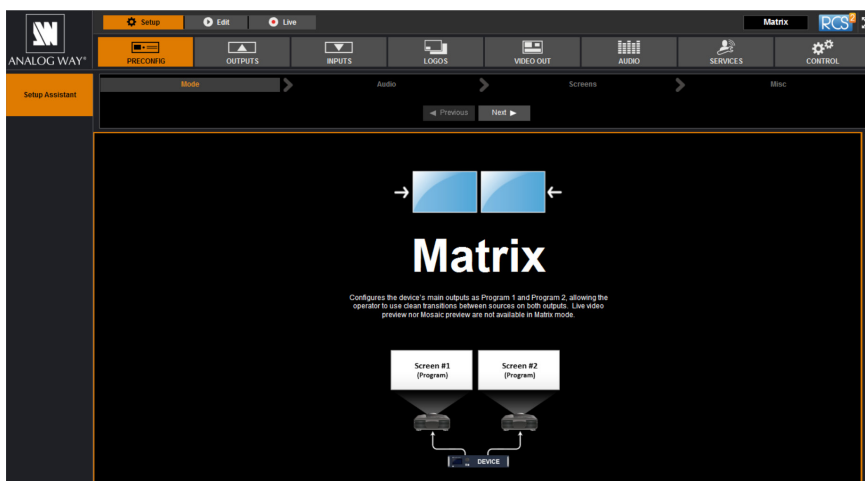 ANALOG WAY®
Setup
Edit
Live
Matrix
RCS²
PRECONFIG
OUTPUTS
INPUTS
LOGOS
VIDEO OUT
AUDIO
SERVICES
CONTROL
Setup Assistant
Mode
Audio
Screens
Misc
◄ Previous
Next ►
Matrix
Configures the device's main outputs as Program 1 and Program 2, allowing the
operator to use clean transitions between sources on both outputs. Live video
preview nor Mosaic preview are not available in Matrix mode.
Screen #1
(Program)
Screen #2
(Program)
DEVICE